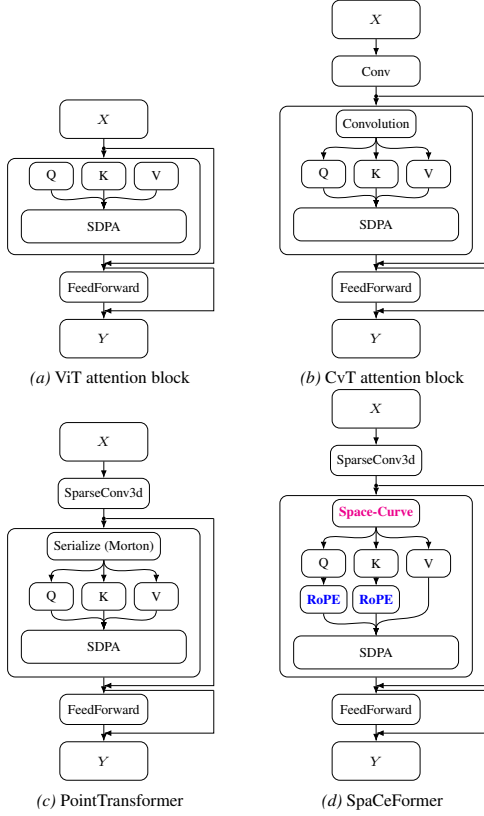 X
Q K V
SDPA
FeedForward
Y
(a) ViT attention block
X
Conv
Convolution
Q K V
SDPA
FeedForward
Y
(b) CvT attention block
X
SparseConv3d
Serialize (Morton)
Q K V
SDPA
FeedForward
Y
(c) PointTransformer
X
SparseConv3d
Space-Curve
Q K V
RoPE RoPE
SDPA
FeedForward
Y
(d) SpaCeFormer